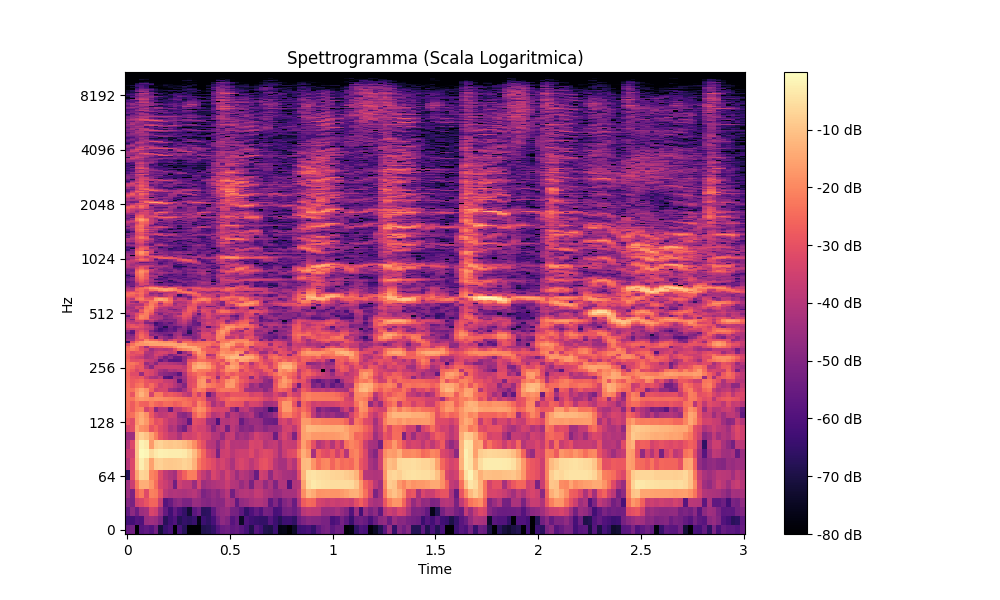 Spettrogramma (Scala Logaritmica)
8192
4096
2048
1024
512
256
128
64
0
Hz
0
0.5
1
1.5
2
2.5
3
Time
-10 dB
-20 dB
-30 dB
-40 dB
-50 dB
-60 dB
-70 dB
-80 dB